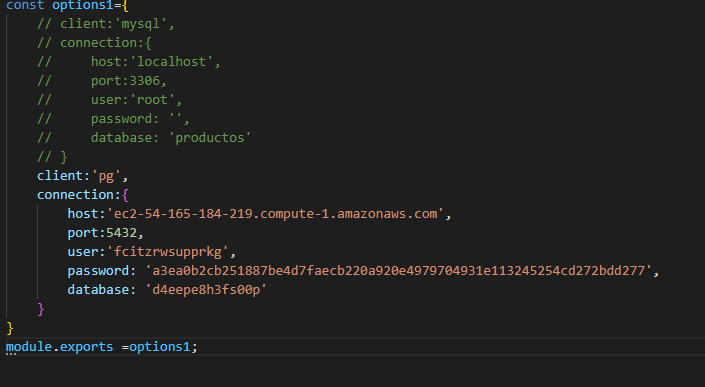 const options1={
// client:'mysql',
// connection:{
// host:'localhost',
// port:3306,
// user:'root',
// password: '',
// database: 'productos'
// }
client:'pg',
connection:{
host:'ec2-54-165-184-219.compute-1.amazonaws.com',
port:5432,
user:'fcitzrwsupprkg',
password: 'a3ea0b2cb251887be4d7faecb220a920e4979704931e113245254cd272bdd277',
database: 'd4eepe8h3fs00p'
}
}
module.exports =options1;